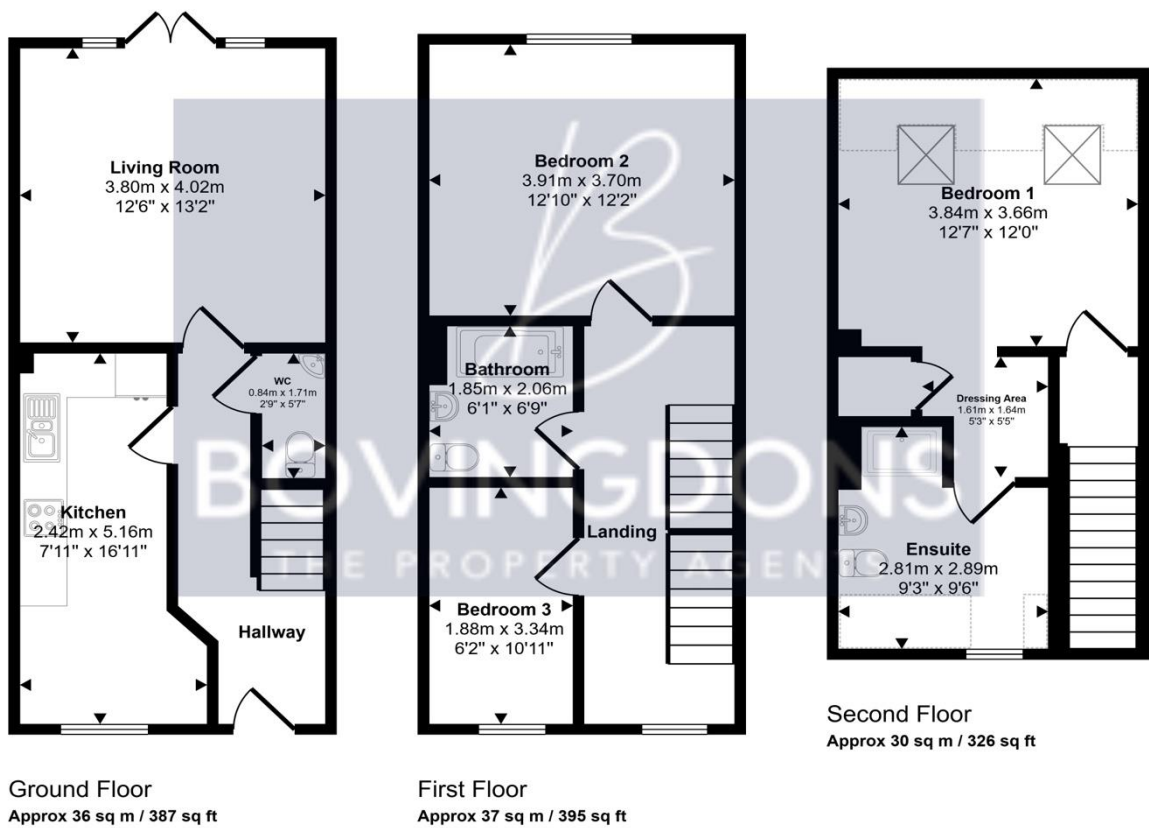 Living Room
3.80m x 4.02m
12'6" x 13'2"
WC
0.84m x 1.71m
2'9" x 5'7"
Kitchen
2.42m x 5.16m
7'11" x 16'11"
Hallway
Ground Floor
Approx 36 sq m / 387 sq ft
Bedroom 2
3.91m x 3.70m
12'10" x 12'2"
Bathroom
1.85m x 2.06m
6'1" x 6'9"
Landing
Bedroom 3
1.88m x 3.34m
6'2" x 10'11"
First Floor
Approx 37 sq m / 395 sq ft
Bedroom 1
3.84m x 3.66m
12'7" x 12'0"
Dressing Area
1.61m x 1.64m
5'3" x 5'5"
Ensuite
2.81m x 2.89m
9'3" x 9'6"
Second Floor
Approx 30 sq m / 326 sq ft
B
BOVINGDONS
THE PROPERTY AGENTS